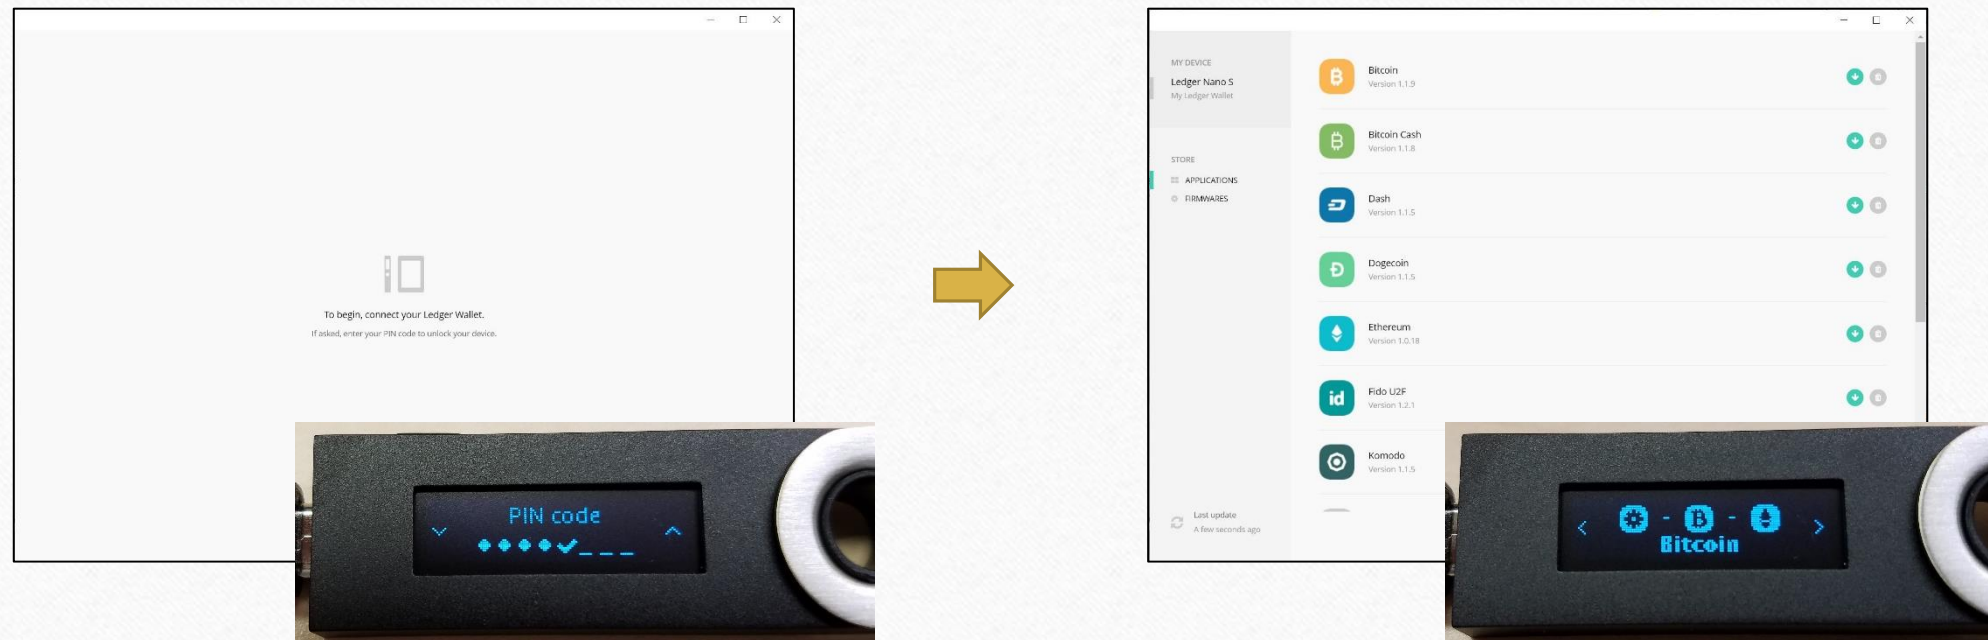 To begin, connect your Ledger Wallet.
If asked, enter your PIN code to unlock your device.
PIN code
MY DEVICE
Ledger Nano S
My Ledger Wallet
STORE
APPLICATIONS
FIRMWARES
Last update
A few seconds ago
Bitcoin
Version 1.1.9
Bitcoin Cash
Version 1.1.8
Dash
Version 1.1.5
Dogecoin
Version 1.1.5
Ethereum
Version 1.0.18
id
Fido U2F
Version 1.2.1
Komodo
Version 1.1.5
Bitcoin